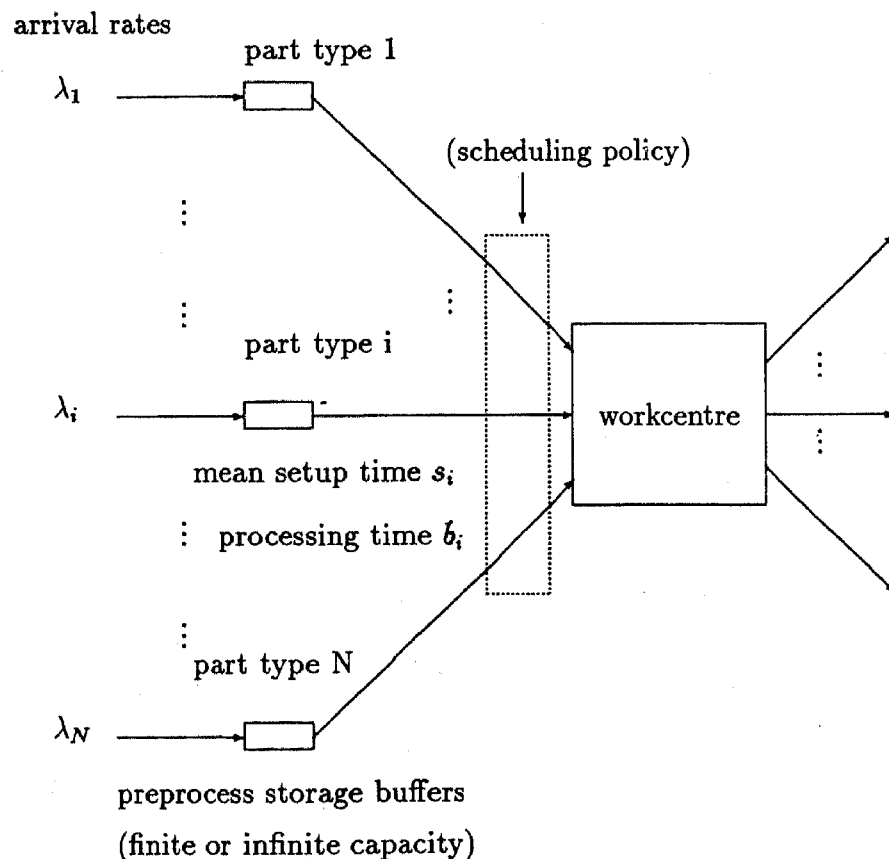 arrival rates
part type 1
λ₁
(scheduling policy)
part type i
λᵢ
workcentre
mean setup time sᵢ
processing time bᵢ
part type N
λ_N
preprocess storage buffers
(finite or infinite capacity)